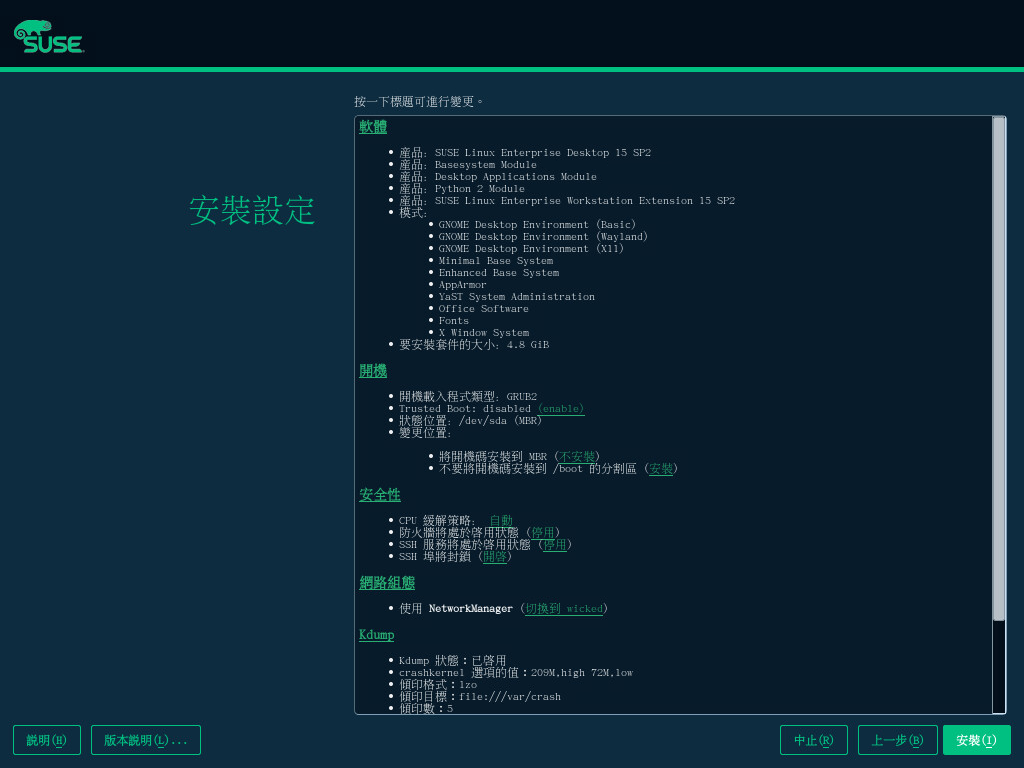 SUSE
按一下標題可進行變更。
安裝設定
軟體
產品: SUSE Linux Enterprise Desktop 15 SP2
產品: Basesystem Module
產品: Desktop Applications Module
產品: Python 2 Module
產品: SUSE Linux Enterprise Workstation Extension 15 SP2
模式:
GNOME Desktop Environment (Basic)
GNOME Desktop Environment (Wayland)
GNOME Desktop Environment (X11)
Minimal Base System
Enhanced Base System
AppArmor
YaST System Administration
Office Software
Fonts
X Window System
要安裝套件的大小: 4.8 GiB
開機
開機載入程式類型: GRUB2
Trusted Boot: disabled (enable)
狀態位置: /dev/sda (MBR)
變更位置:
將開機碼安裝到 MBR (不安裝)
不要將開機碼安裝到 /boot 的分割區 (安裝)
安全性
CPU 緩解策略: 自動
防火牆將處於啓用狀態 (停用)
SSH 服務將處於啓用狀態 (停用)
SSH 埠將封鎖 (開啓)
網路組態
使用 NetworkManager (切換到 wicked)
Kdump
Kdump 狀態：已啓用
crashkernel 選項的值：209M,high 72M,low
傾印格式：lzo
傾印目標：file:///var/crash
傾印數：5
說明(H)
版本說明(L)...
中止(R)
上一步(B)
安裝(I)